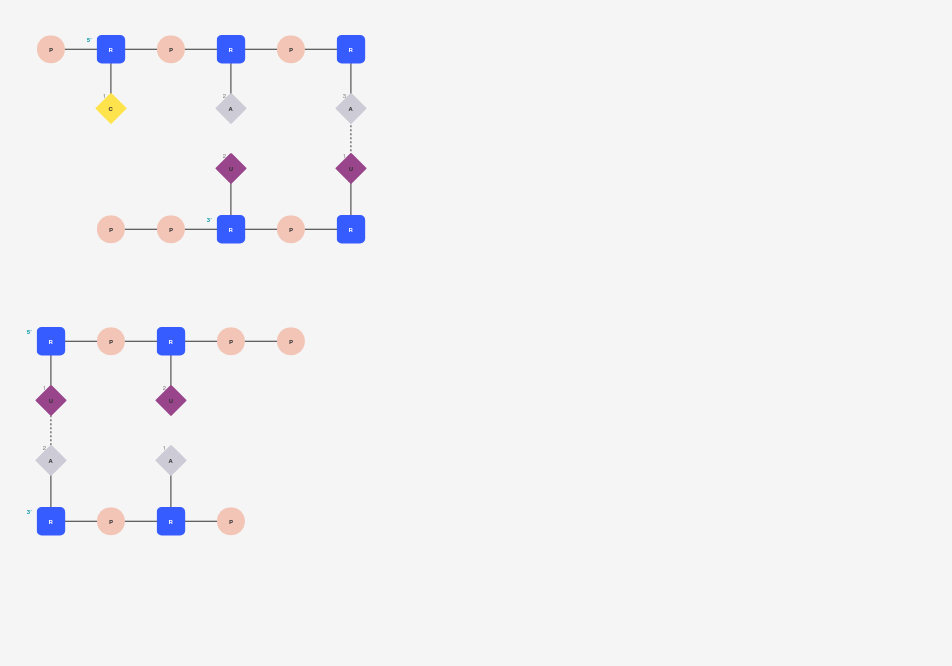 5'
P R P R P R
1 2 3
C A A
2 1
U U
3'
P P R P R
5'
R P R P P
1 2
U U
2 1
A A
3'
R P R P